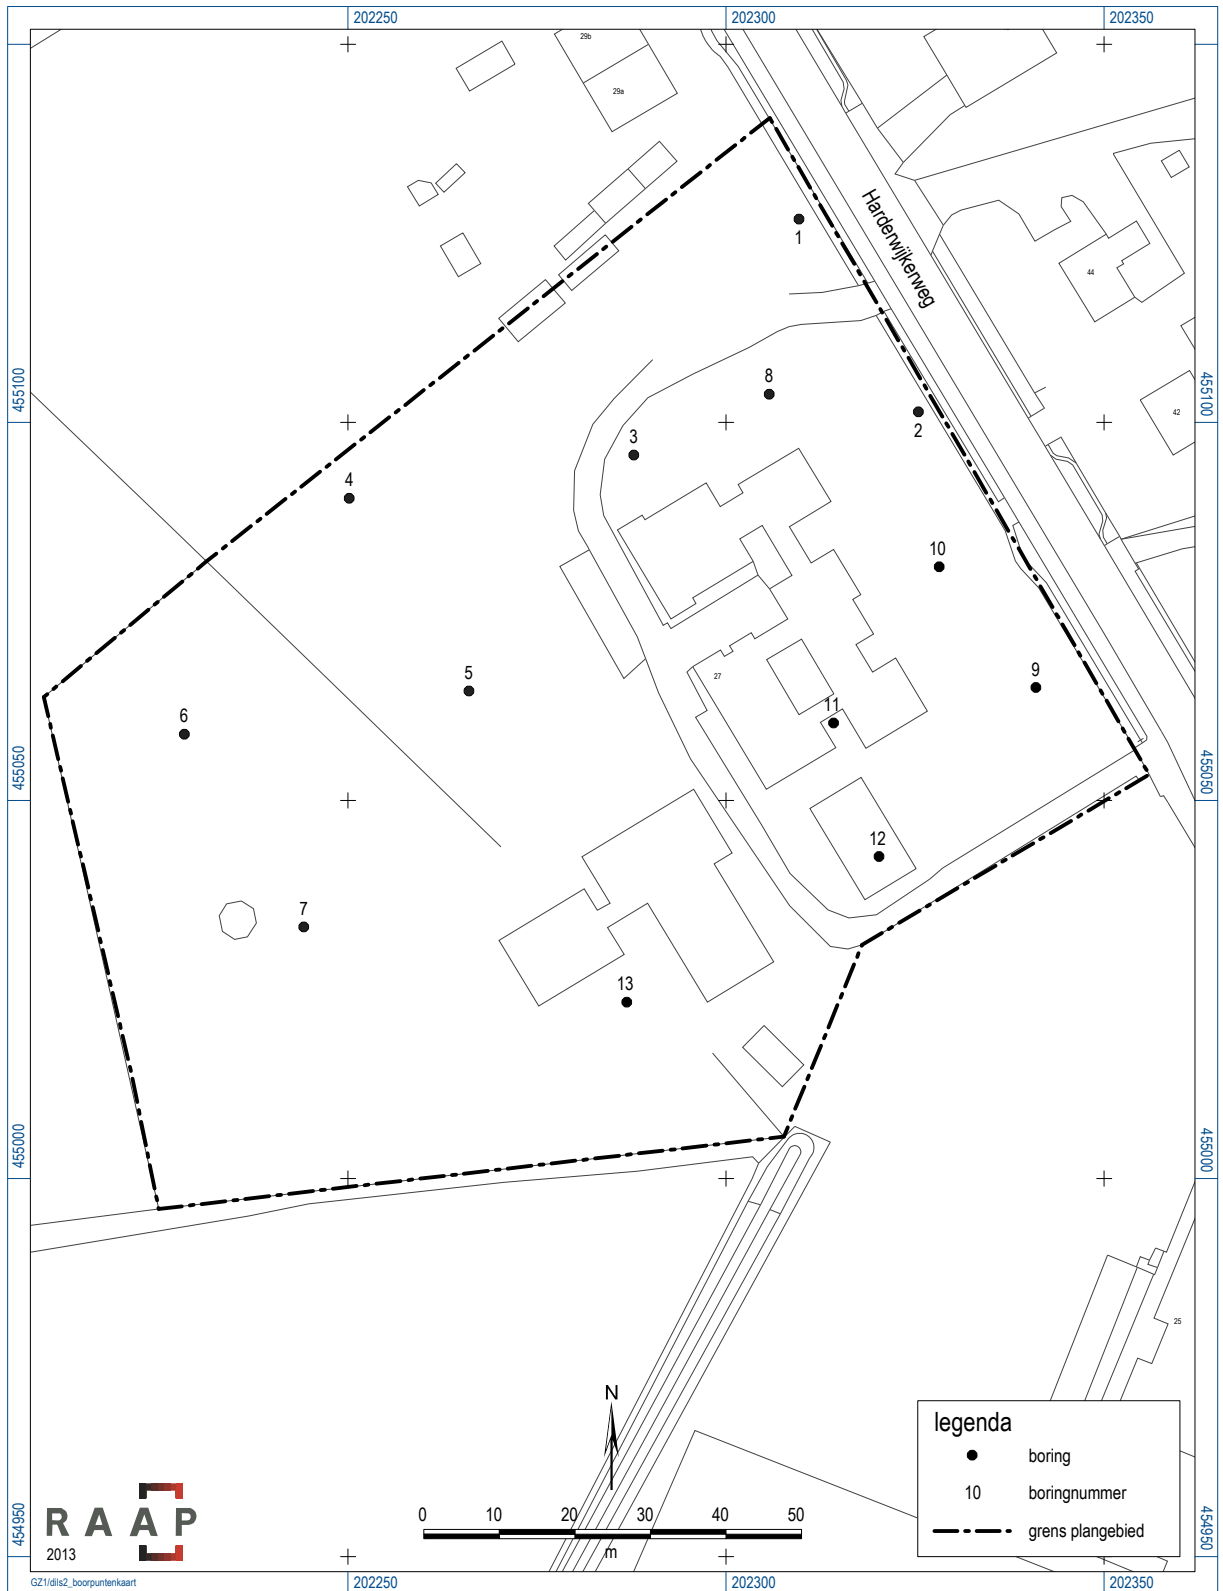 202250
202300
202350
29b
29a
Harderwijkerweg
1
44
455100
455100
8
2
42
3
4
10
5
27
9
6
11
455050
455050
12
7
13
455000
455000
25
N
legenda
boring
10 boringnummer
grens plangebied
0 10 20 30 40 50
m
RAAP
2013
454950
454950
GZ1/dils2_boorpuntenkaart
202250
202300
202350